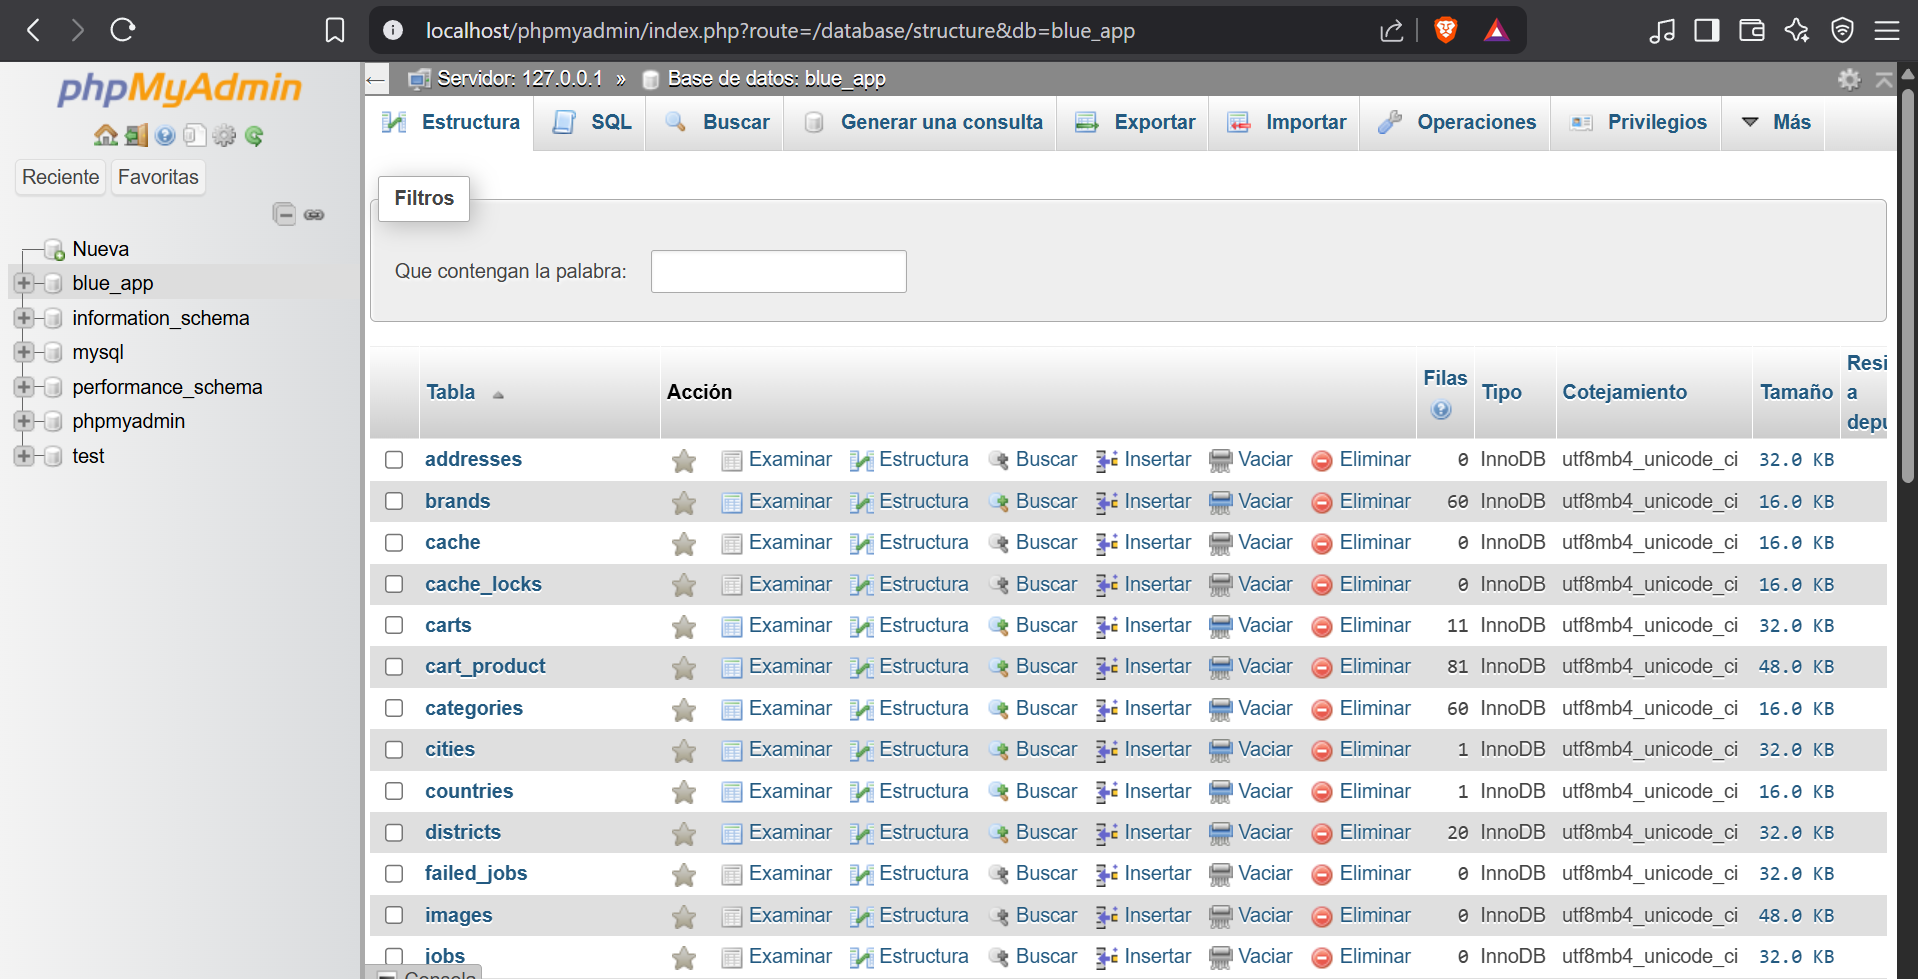 localhost/phpmyadmin/index.php?route=/database/structure&db=blue_app
phpMyAdmin
Reciente Favoritas
Nueva
blue_app
information_schema
mysql
performance_schema
phpmyadmin
test
Servidor: 127.0.0.1 » Base de datos: blue_app
Estructura SQL Buscar Generar una consulta Exportar Importar Operaciones Privilegios Más
Filtros
Que contengan la palabra:
Tabla Acción Filas Tipo Cotejamiento Tamaño Resi
a
depu
addresses Examinar Estructura Buscar Insertar Vaciar Eliminar 0 InnoDB utf8mb4_unicode_ci 32.0 KB
brands Examinar Estructura Buscar Insertar Vaciar Eliminar 60 InnoDB utf8mb4_unicode_ci 16.0 KB
cache Examinar Estructura Buscar Insertar Vaciar Eliminar 0 InnoDB utf8mb4_unicode_ci 16.0 KB
cache_locks Examinar Estructura Buscar Insertar Vaciar Eliminar 0 InnoDB utf8mb4_unicode_ci 16.0 KB
carts Examinar Estructura Buscar Insertar Vaciar Eliminar 11 InnoDB utf8mb4_unicode_ci 32.0 KB
cart_product Examinar Estructura Buscar Insertar Vaciar Eliminar 81 InnoDB utf8mb4_unicode_ci 48.0 KB
categories Examinar Estructura Buscar Insertar Vaciar Eliminar 60 InnoDB utf8mb4_unicode_ci 16.0 KB
cities Examinar Estructura Buscar Insertar Vaciar Eliminar 1 InnoDB utf8mb4_unicode_ci 32.0 KB
countries Examinar Estructura Buscar Insertar Vaciar Eliminar 1 InnoDB utf8mb4_unicode_ci 16.0 KB
districts Examinar Estructura Buscar Insertar Vaciar Eliminar 20 InnoDB utf8mb4_unicode_ci 32.0 KB
failed_jobs Examinar Estructura Buscar Insertar Vaciar Eliminar 0 InnoDB utf8mb4_unicode_ci 32.0 KB
images Examinar Estructura Buscar Insertar Vaciar Eliminar 0 InnoDB utf8mb4_unicode_ci 48.0 KB
jobs Examinar Estructura Buscar Insertar Vaciar Eliminar 0 InnoDB utf8mb4_unicode_ci 32.0 KB
Consola